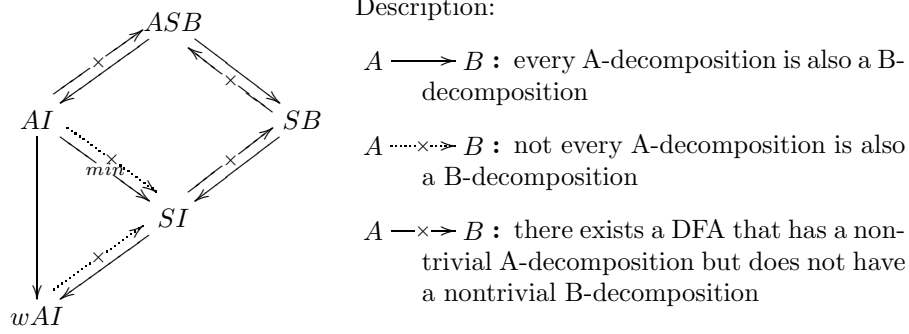 Description:
ASB
A → B : every A-decomposition is also a B-
decomposition
AI
SB
A ⋯×⋯> B : not every A-decomposition is also
a B-decomposition
min
SI
A —×→ B : there exists a DFA that has a non-
trivial A-decomposition but does not have
a nontrivial B-decomposition
wAI